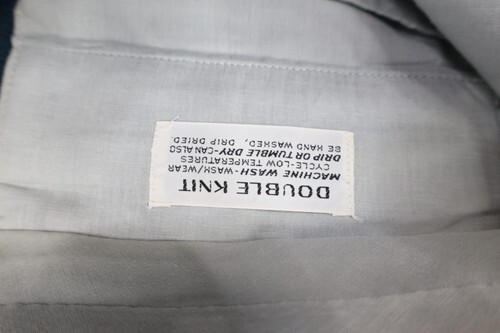 DOUBLE KNIT
MACHINE WASH-WASH/WEAR
CYCLE-LOW TEMPERATURES
DRIP OR TUMBLE DRY-CAN ALSO
BE HAND WASHED, DRIP DRIED.